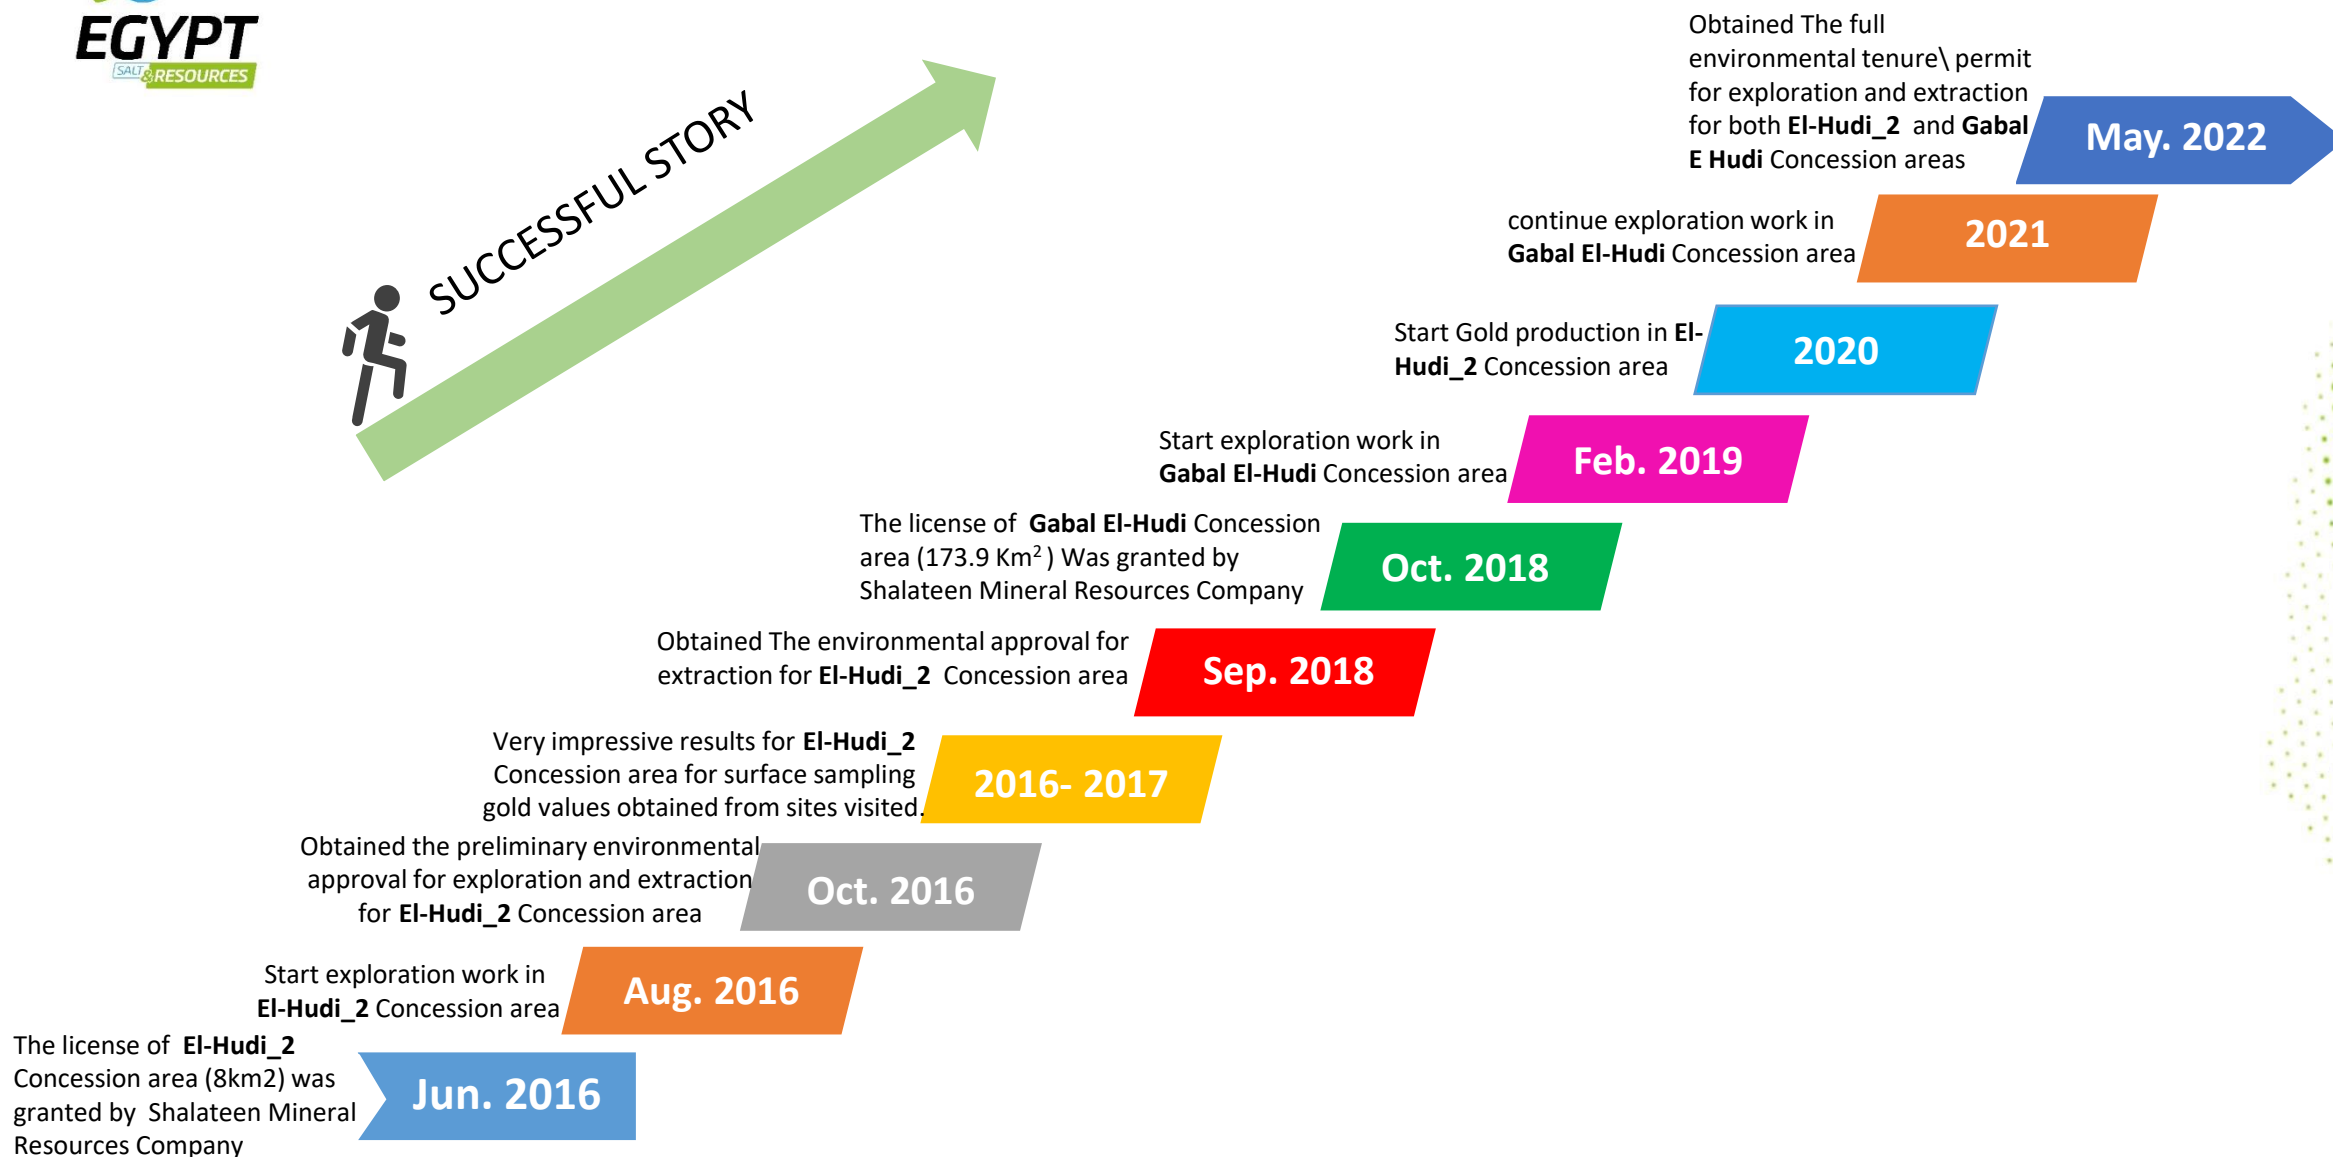 EGYPT
SALT & RESOURCES
SUCCESSFUL STORY
Obtained The full
environmental tenure\ permit
for exploration and extraction
for both El-Hudi_2 and Gabal
E Hudi Concession areas
May. 2022
continue exploration work in
Gabal El-Hudi Concession area
2021
Start Gold production in El-
Hudi_2 Concession area
2020
Start exploration work in
Gabal El-Hudi Concession area
Feb. 2019
The license of Gabal El-Hudi Concession
area (173.9 Km² ) Was granted by
Shalateen Mineral Resources Company
Oct. 2018
Obtained The environmental approval for
extraction for El-Hudi_2 Concession area
Sep. 2018
Very impressive results for El-Hudi_2
Concession area for surface sampling
gold values obtained from sites visited.
2016- 2017
Obtained the preliminary environmental
approval for exploration and extraction
for El-Hudi_2 Concession area
Oct. 2016
Start exploration work in
El-Hudi_2 Concession area
Aug. 2016
The license of El-Hudi_2
Concession area (8km2) was
granted by Shalateen Mineral
Resources Company
Jun. 2016